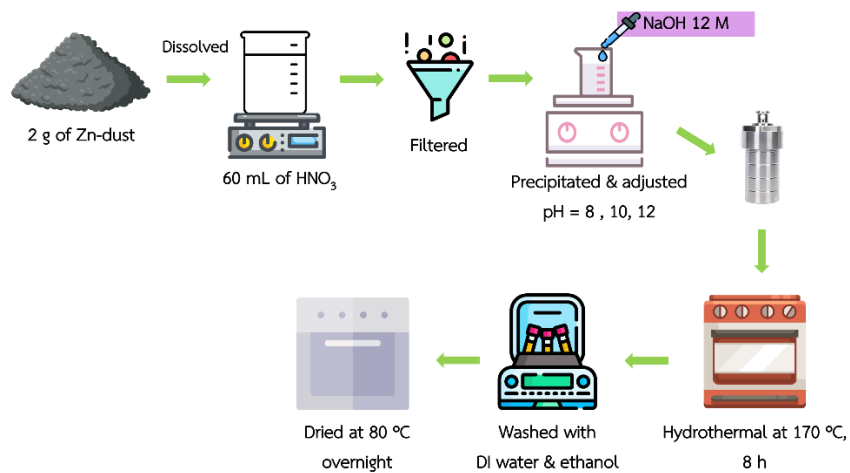 Dissolved
NaOH 12 M
2 g of Zn-dust
60 mL of HNO₃
Filtered
Precipitated & adjusted
pH = 8 , 10, 12
Dried at 80 ºC
overnight
Washed with
DI water & ethanol
Hydrothermal at 170 ºC,
8 h